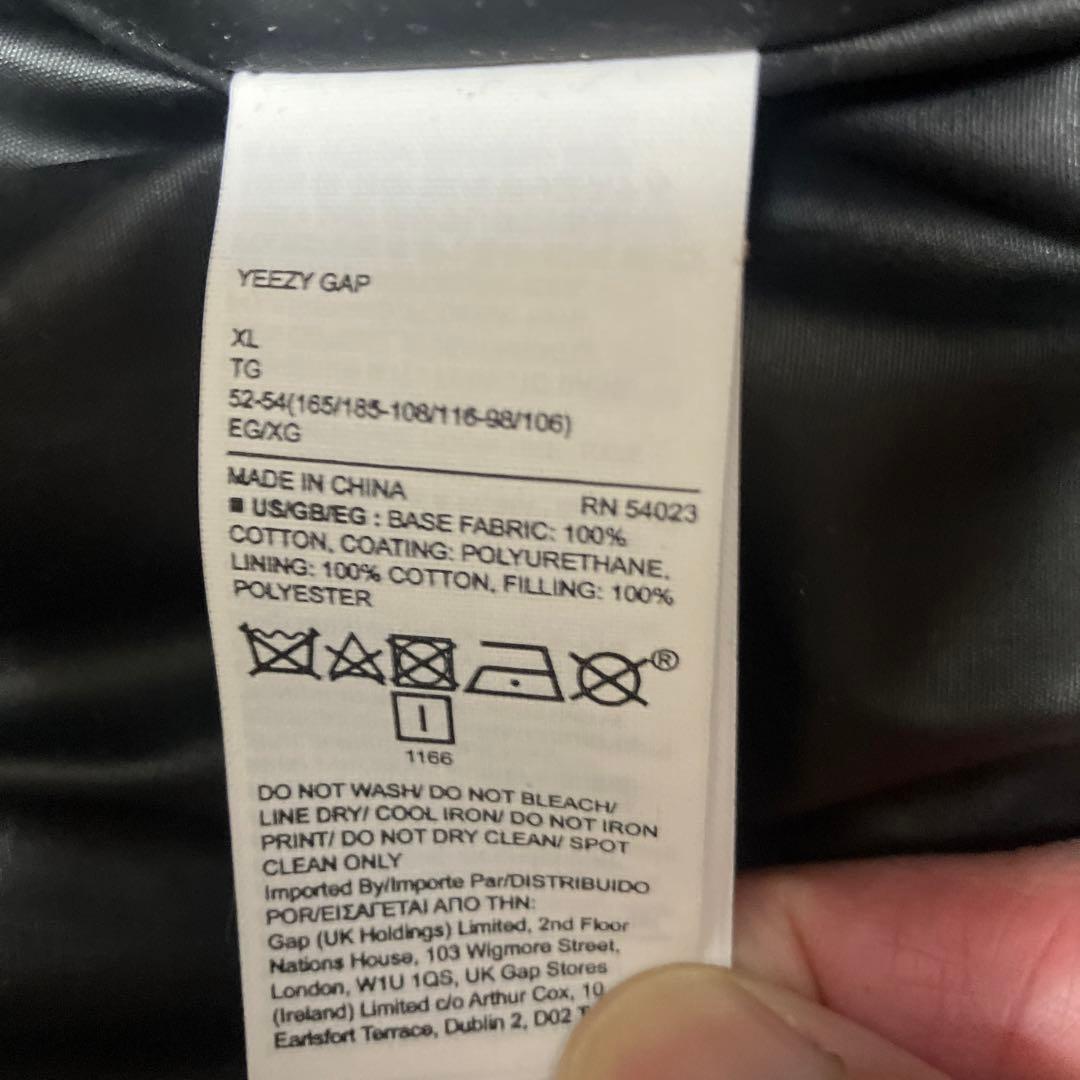 YEEZY GAP
XL
TG
52-54(165/185-108/116-98/106)
EG/XG
MADE IN CHINA RN 54023
■ US/GB/EG : BASE FABRIC: 100%
COTTON, COATING: POLYURETHANE,
LINING: 100% COTTON, FILLING: 100%
POLYESTER
®
1166
DO NOT WASH/ DO NOT BLEACH/
LINE DRY/ COOL IRON/ DO NOT IRON
PRINT/ DO NOT DRY CLEAN/ SPOT
CLEAN ONLY
Imported By/Importe Par/DISTRIBUIDO
POR/ΕΙΣΑΓΕΤΑΙ ΑΠΟ ΤΗΝ:
Gap (UK Holdings) Limited, 2nd Floor
Nations House, 103 Wigmore Street,
London, W1U 1QS, UK Gap Stores
(Ireland) Limited c/o Arthur Cox, 10
Earlsfort Terrace, Dublin 2, D02